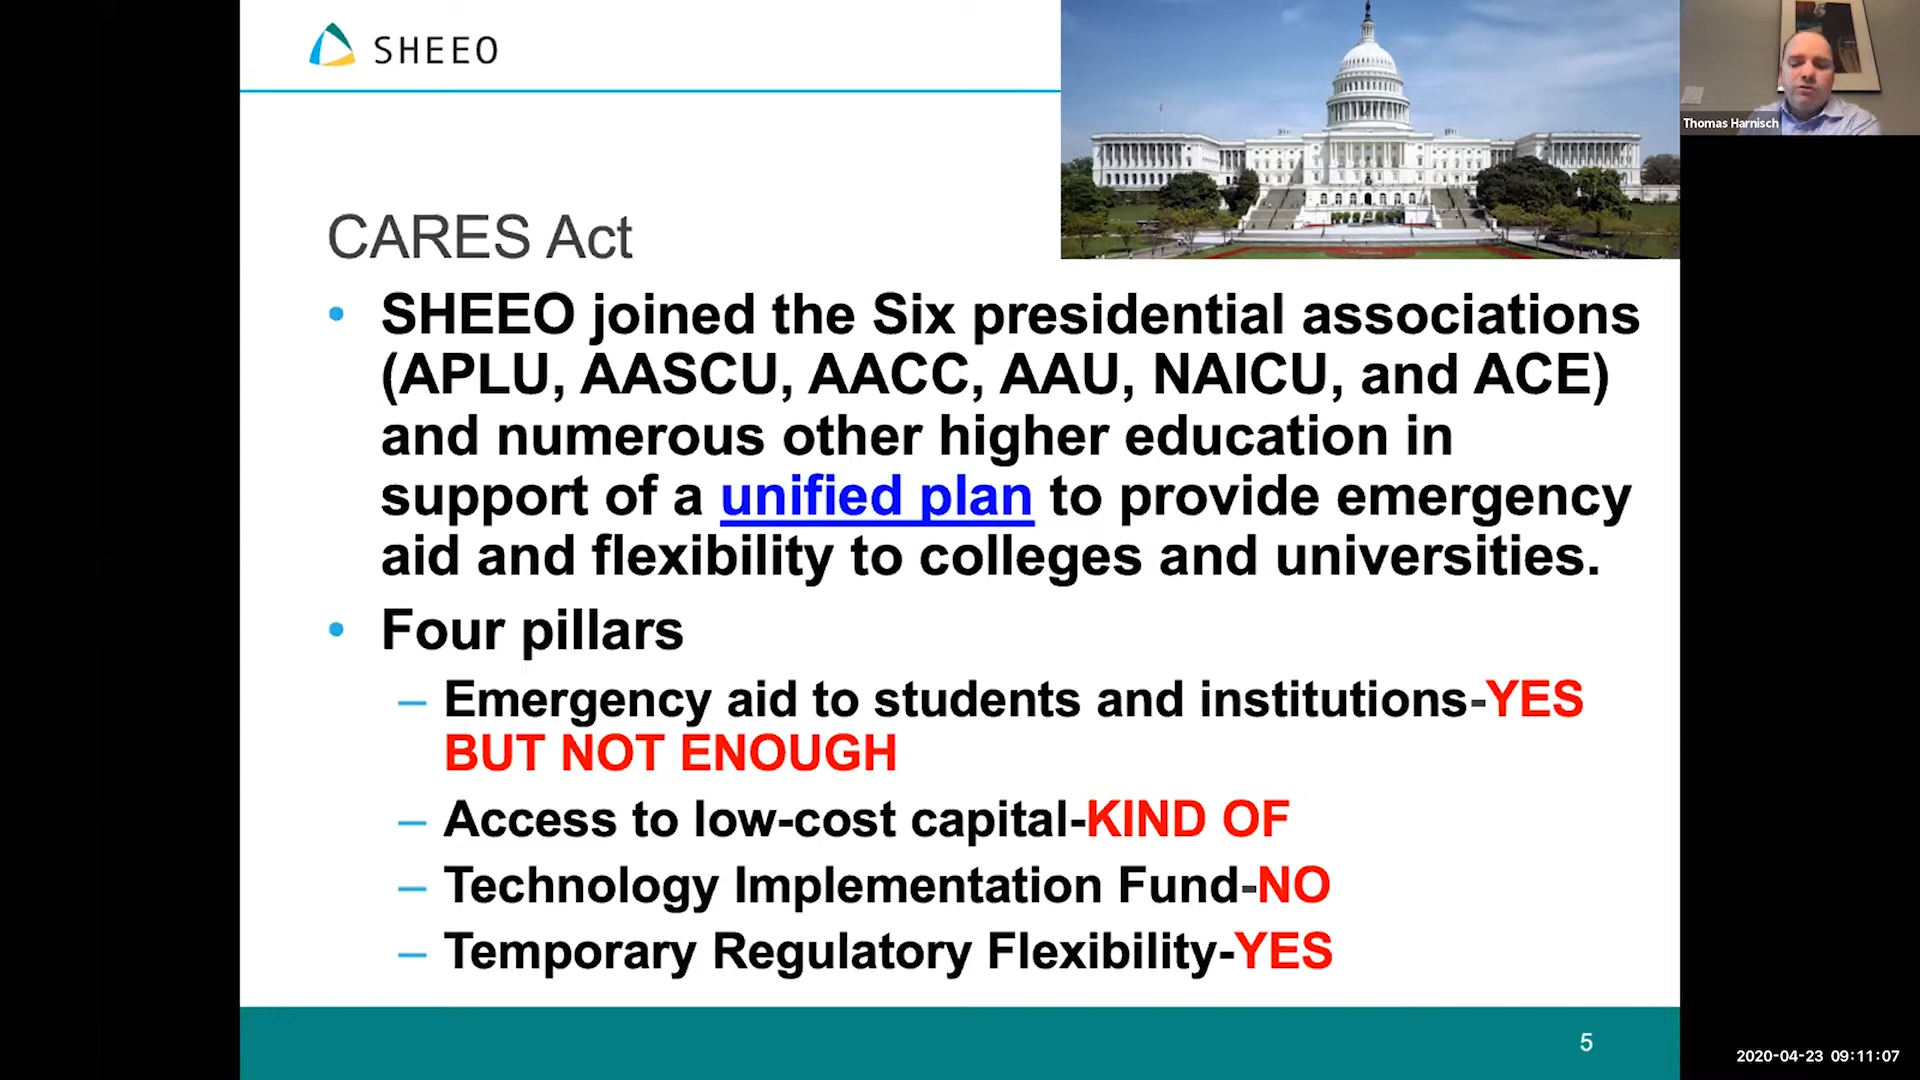 SHEEO
Thomas Harnisch
CARES Act
• SHEEO joined the Six presidential associations
(APLU, AASCU, AACC, AAU, NAICU, and ACE)
and numerous other higher education in
support of a unified plan to provide emergency
aid and flexibility to colleges and universities.
• Four pillars
– Emergency aid to students and institutions-YES
BUT NOT ENOUGH
– Access to low-cost capital-KIND OF
– Technology Implementation Fund-NO
– Temporary Regulatory Flexibility-YES
5
2020-04-23 09:11:07